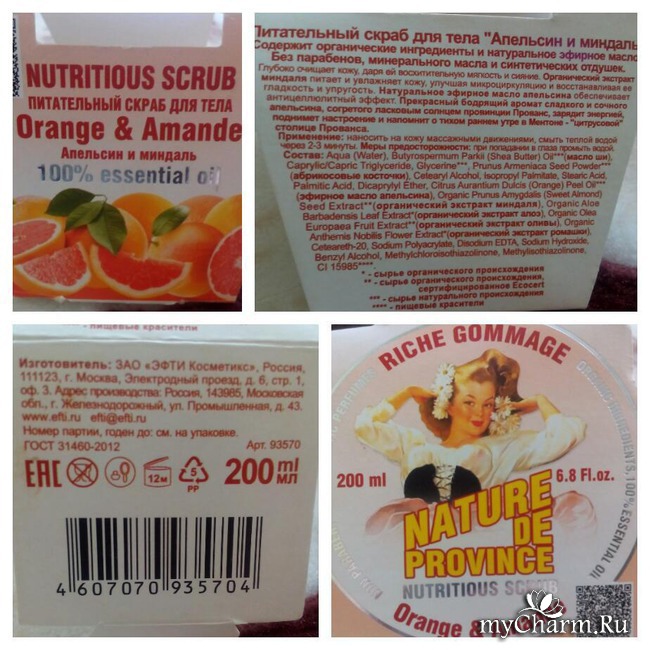 NUTRITIOUS SCRUB
ПИТАТЕЛЬНЫЙ СКРАБ ДЛЯ ТЕЛА
Orange & Amande
Апельсин и миндаль
100% essential oil
Питательный скраб для тела "Апельсин и миндаль
Содержит органические ингредиенты и натуральное эфирное масло
Без парабенов, минерального масла и синтетических отдушек.
Глубоко очищает кожу, даря ей восхитительную мягкость и сияние. Органический экстракт
миндаля питает и увлажняет кожу, улучшая микроциркуляцию и восстанавливая ее
гладкость и упругость. Натуральное эфирное масло апельсина обеспечивает
антицеллюлитный эффект. Прекрасный бодрящий аромат сладкого и сочного
апельсина, согретого ласковым солнцем провинции Прованс, зарядит энергией,
поднимет настроение и напомнит о тихом раннем утре в Ментоне - "цитрусовой"
столице Прованса.
Применение: наносить на кожу массажными движениями, смыть теплой водой
через 2-3 минуты. Меры предосторожности: при попадании в глаза промыть водой.
Состав: Aqua (Water), Butyrospermum Parkii (Shea Butter) Oil***(масло ши),
Caprylic/Capric Triglyceride, Glycerine***, Prunus Armeniaca Seed Powder***
(абрикосовые косточки), Cetearyl Alcohol, Isopropyl Palmitate, Stearic Acid,
Palmitic Acid, Dicaprylyl Ether, Citrus Aurantium Dulcis (Orange) Peel Oil***
(эфирное масло апельсина), Organic Prunus Amygdalis (Sweet Almond)
Seed Extract**(органический экстракт миндаля), Organic Aloe
Barbadensis Leaf Extract*(органический экстракт алоэ), Organic Olea
Europaea Fruit Extract**(органический экстракт оливы), Organic
Anthemis Nobilis Flower Extract*(органический экстракт ромашки),
Ceteareth-20, Sodium Polyacrylate, Disodium EDTA, Sodium Hydroxide,
Benzyl Alcohol, Methylchloroisothiazolinone, Methylisothiazolinone,
CI 15985****.
* - сырье органического происхождения
** - сырье органического происхождения,
сертифицированное Ecocert
*** - сырье натурального происхождения
**** - пищевые красители
- пищевые красители
Изготовитель: ЗАО «ЭФТИ Косметикс», Россия,
111123, г. Москва, Электродный проезд, д. 6, стр. 1,
оф. 3. Адрес производства: Россия, 143985, Московская
обл., г. Железнодорожный, ул. Промышленная, д. 43.
www.efti efti@efti.ru
Номер партии, годен до: см. на упаковке.
ГОСТ 31460-2012 Арт. 93570
EAC 12м 5 PP 200 ml МЛ
4 607070 935704
RICHE GOMMAGE
200 ml 6.8 Fl.oz.
NATURE
DE
PROVINCE
NUTRITIOUS SCRUB
Orange &
ORGANIC INGREDIENTS, 100% ESSENTIAL OIL
myCharm.Ru